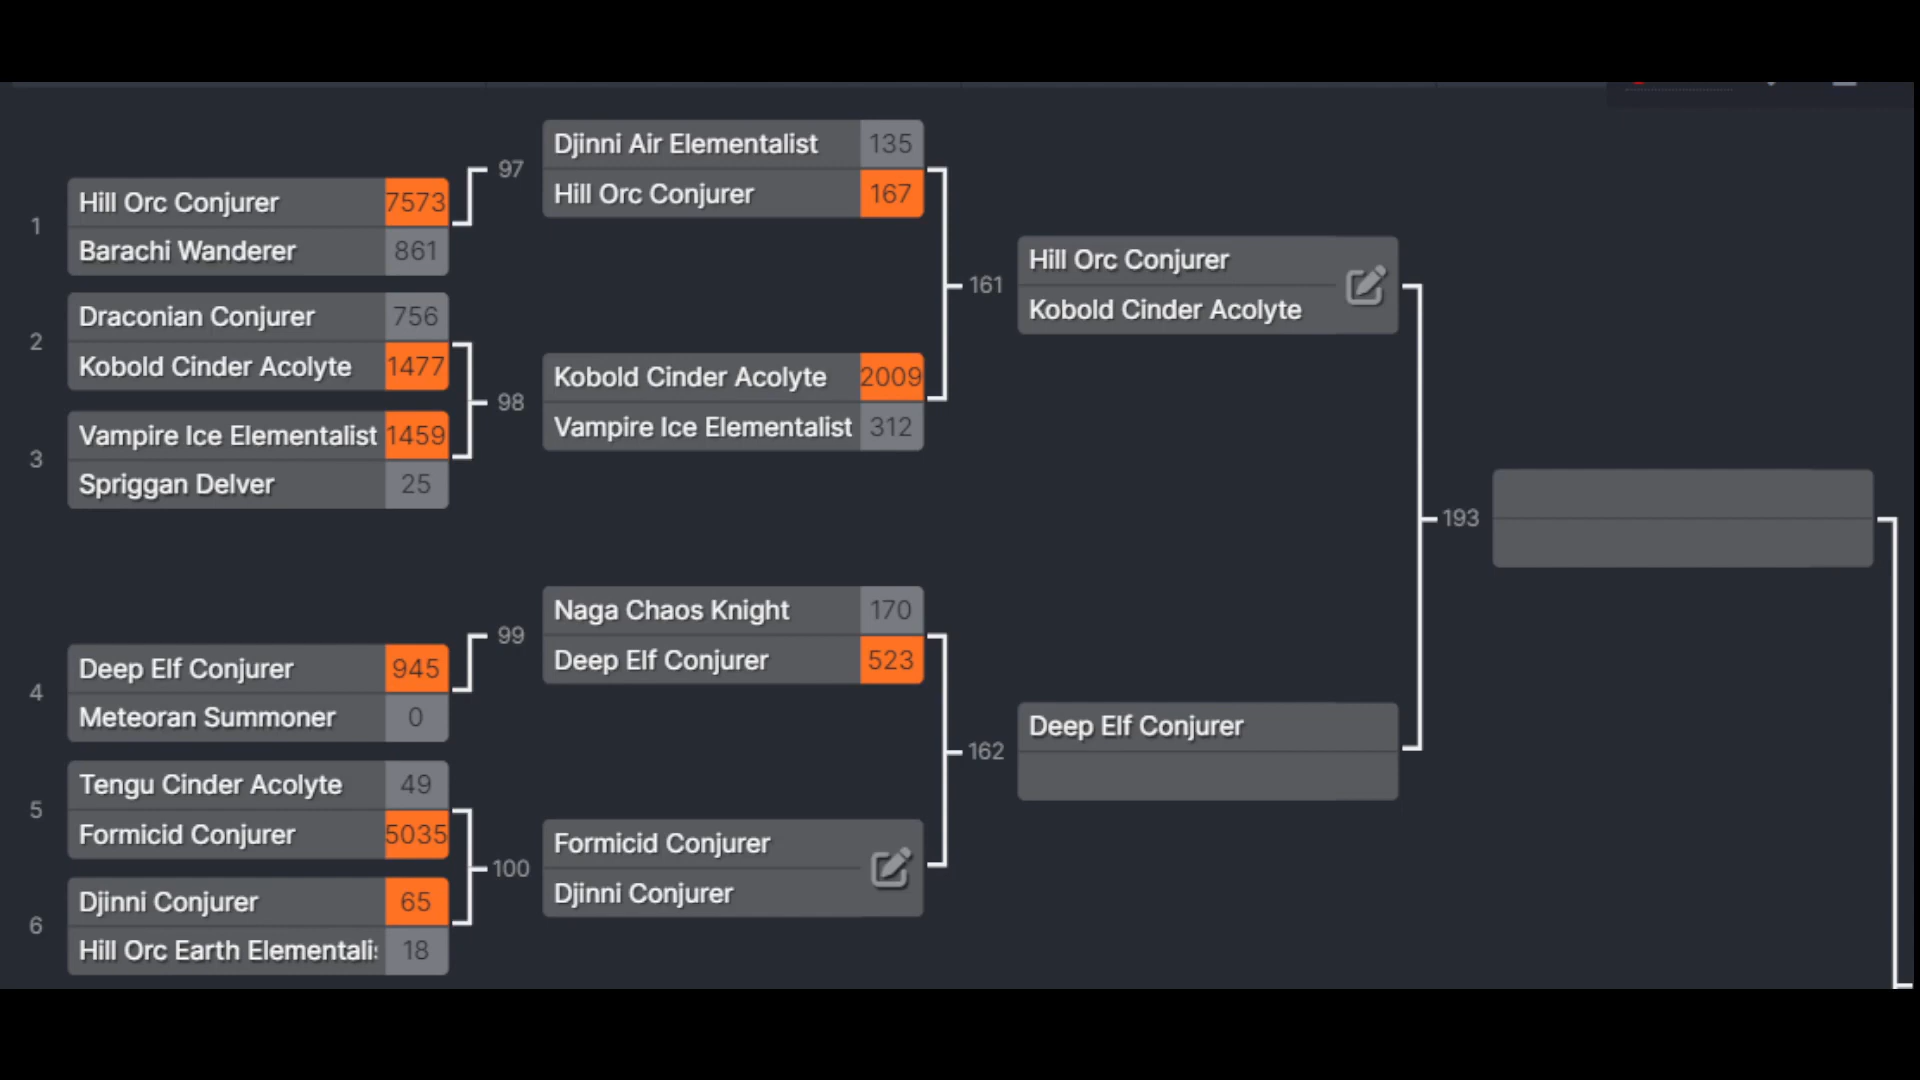 1
Hill Orc Conjurer 7573
Barachi Wanderer 861
2
Draconian Conjurer 756
Kobold Cinder Acolyte 1477
3
Vampire Ice Elementalist 1459
Spriggan Delver 25
4
Deep Elf Conjurer 945
Meteoran Summoner 0
5
Tengu Cinder Acolyte 49
Formicid Conjurer 5035
6
Djinni Conjurer 65
Hill Orc Earth Elementali
18
97
Djinni Air Elementalist 135
Hill Orc Conjurer 167
98
Kobold Cinder Acolyte 2009
Vampire Ice Elementalist 312
99
Naga Chaos Knight 170
Deep Elf Conjurer 523
100
Formicid Conjurer
Djinni Conjurer
161
Hill Orc Conjurer
Kobold Cinder Acolyte
162
Deep Elf Conjurer
193